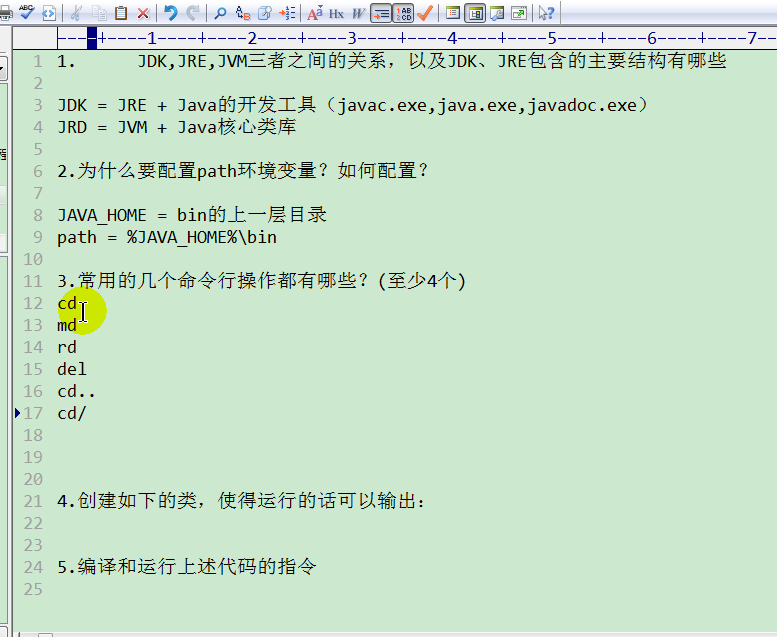 ABC
Hx W AB CD
1 2 3 4 5 6 7
1 1. JDK,JRE,JVM三者之间的关系，以及JDK、JRE包含的主要结构有哪些
2
3 JDK = JRE + Java的开发工具（javac.exe,java.exe,javadoc.exe）
4 JRD = JVM + Java核心类库
5
6 2.为什么要配置path环境变量？如何配置？
7
8 JAVA_HOME = bin的上一层目录
9 path = %JAVA_HOME%\bin
10
11 3.常用的几个命令行操作都有哪些？(至少4个)
12 cd
13 md
14 rd
15 del
16 cd..
17 cd/
18
19
20
21 4.创建如下的类，使得运行的话可以输出：
22
23
24 5.编译和运行上述代码的指令
25